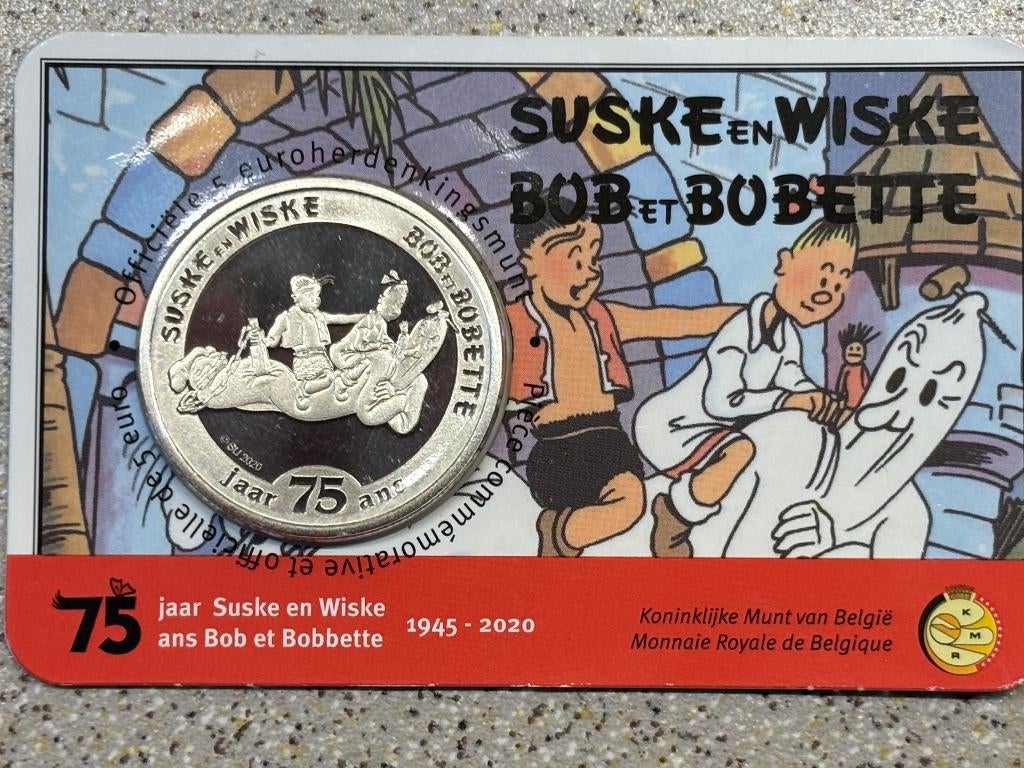 SUSKE EN WISKE
BOB ET BOBETTE
Officiële 5 euroherdenkingsmunt
Pièce commémorative et officielle de 5 euro
SUSKE EN WISKE
BOB ET BOBETTE
© SU 2020
jaar 75 ans
75
jaar Suske en Wiske
ans Bob et Bobbette
1945 - 2020
Koninklijke Munt van België
Monnaie Royale de Belgique
K
M
R